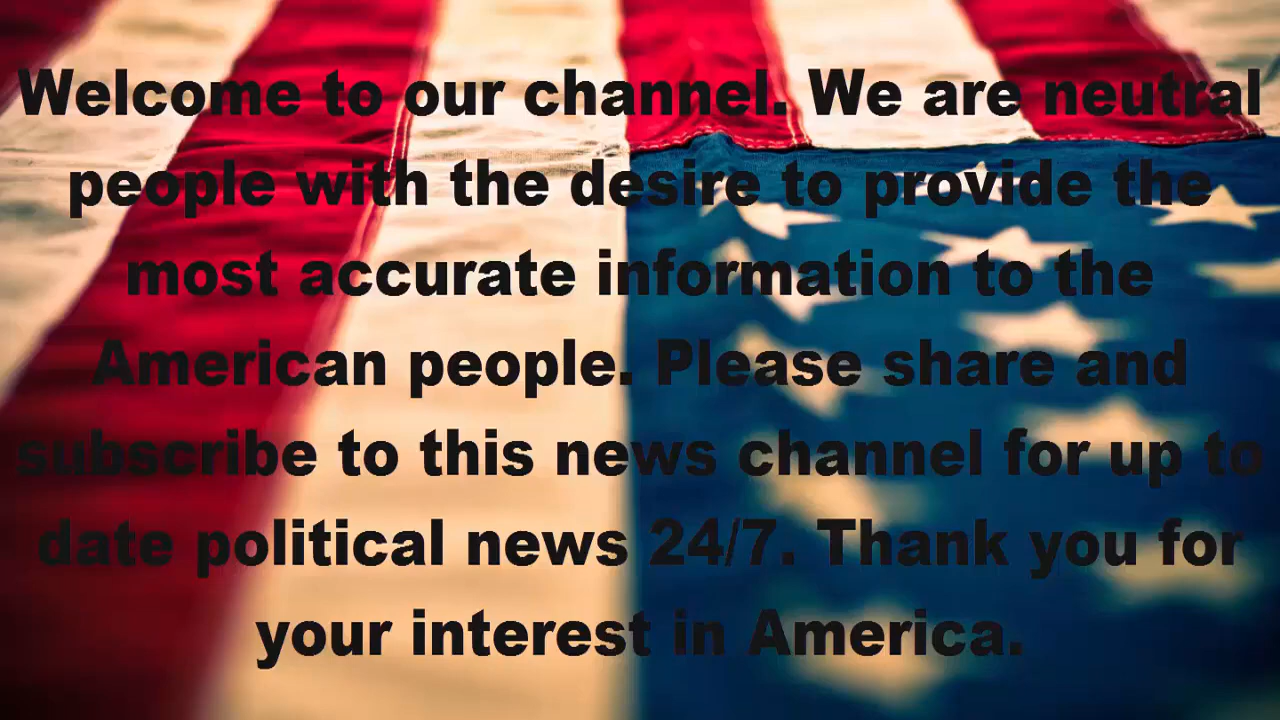 Welcome to our channel. We are neutral
people with the desire to provide the
most accurate information to the
American people. Please share and
subscribe to this news channel for up to
date political news 24/7. Thank you for
your interest in America.